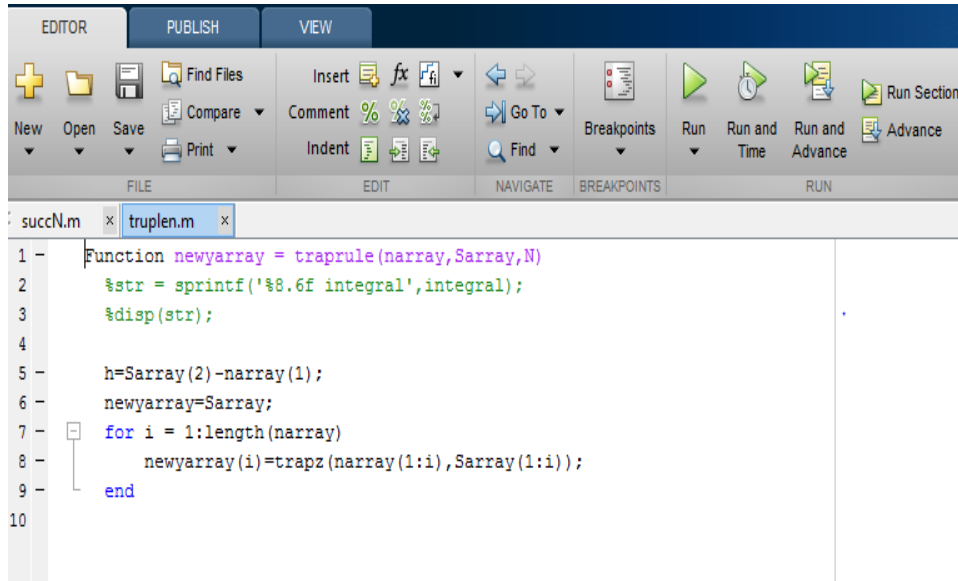 EDITOR PUBLISH VIEW
New Open Save
Find Files
Compare
Print
FILE
Insert fx
Comment
Indent
EDIT
Go To
Find
NAVIGATE
Breakpoints
BREAKPOINTS
Run Run and Time Run and Advance
Run Section
Advance
RUN
succN.m × truplen.m ×
1 - Function newyarray = traprule(narray,Sarray,N)
2 %str = sprintf('%8.6f integral',integral);
3 %disp(str);
4
5 - h=Sarray(2)-narray(1);
6 - newyarray=Sarray;
7 - for i = 1:length(narray)
8 - newyarray(i)=trapz(narray(1:i),Sarray(1:i));
9 - end
10